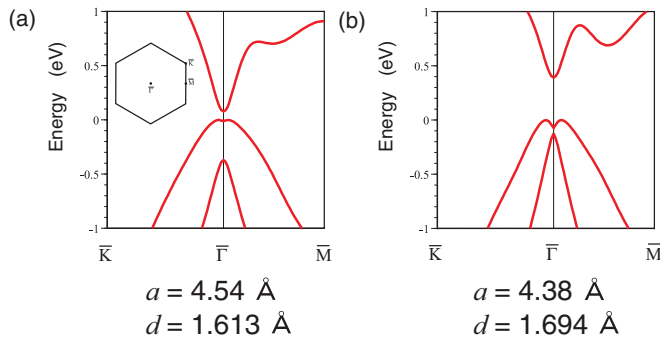 (a)
Energy (eV)
1
0.5
0
-0.5
-1
K̅
M̅
Γ̅
K̅ Γ̅ M̅
a = 4.54 Å
d = 1.613 Å
(b)
Energy (eV)
1
0.5
0
-0.5
-1
K̅ Γ̅ M̅
a = 4.38 Å
d = 1.694 Å